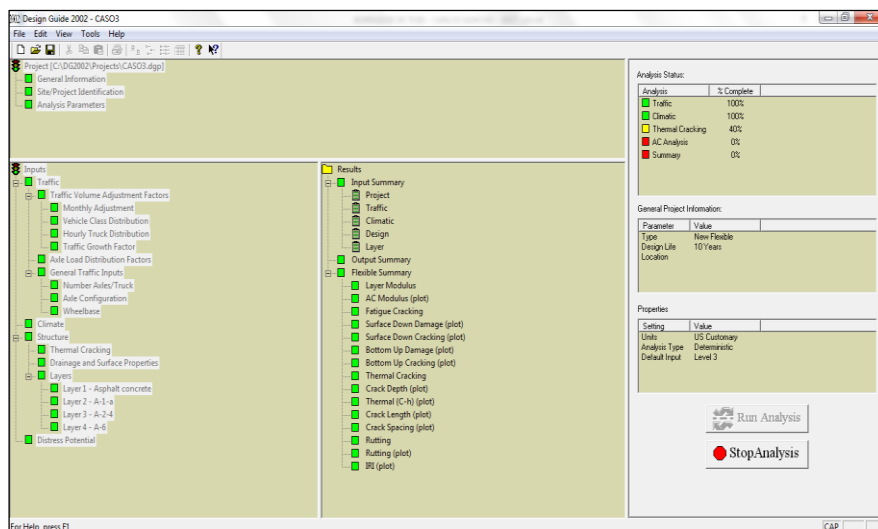 Design Guide 2002 - CASO3
File Edit View Tools Help
Project [C:\DG2002\Projects\CASO3.dgp]
General Information
Site/Project Identification
Analysis Parameters
Inputs
Traffic
Traffic Volume Adjustment Factors
Monthly Adjustment
Vehicle Class Distribution
Hourly Truck Distribution
Traffic Growth Factor
Axle Load Distribution Factors
General Traffic Inputs
Number Axles/Truck
Axle Configuration
Wheelbase
Climate
Structure
Thermal Cracking
Drainage and Surface Properties
Layers
Layer 1 - Asphalt concrete
Layer 2 - A-1-a
Layer 3 - A-2-4
Layer 4 - A-6
Distress Potential
Results
Input Summary
Project
Traffic
Climatic
Design
Layer
Output Summary
Flexible Summary
Layer Modulus
AC Modulus (plot)
Fatigue Cracking
Surface Down Damage (plot)
Surface Down Cracking (plot)
Bottom Up Damage (plot)
Bottom Up Cracking (plot)
Thermal Cracking
Crack Depth (plot)
Thermal (C-h) (plot)
Crack Length (plot)
Crack Spacing (plot)
Rutting
Rutting (plot)
IRI (plot)
Analysis Status:
Analysis % Complete
Traffic 100%
Climatic 100%
Thermal Cracking 40%
AC Analysis 0%
Summary 0%
General Project Information:
Parameter Value
Type New Flexible
Design Life 10 Years
Location
Properties
Setting Value
Units US Customary
Analysis Type Deterministic
Default Input Level 3
Run Analysis
StopAnalysis
For Help, press F1
CAP